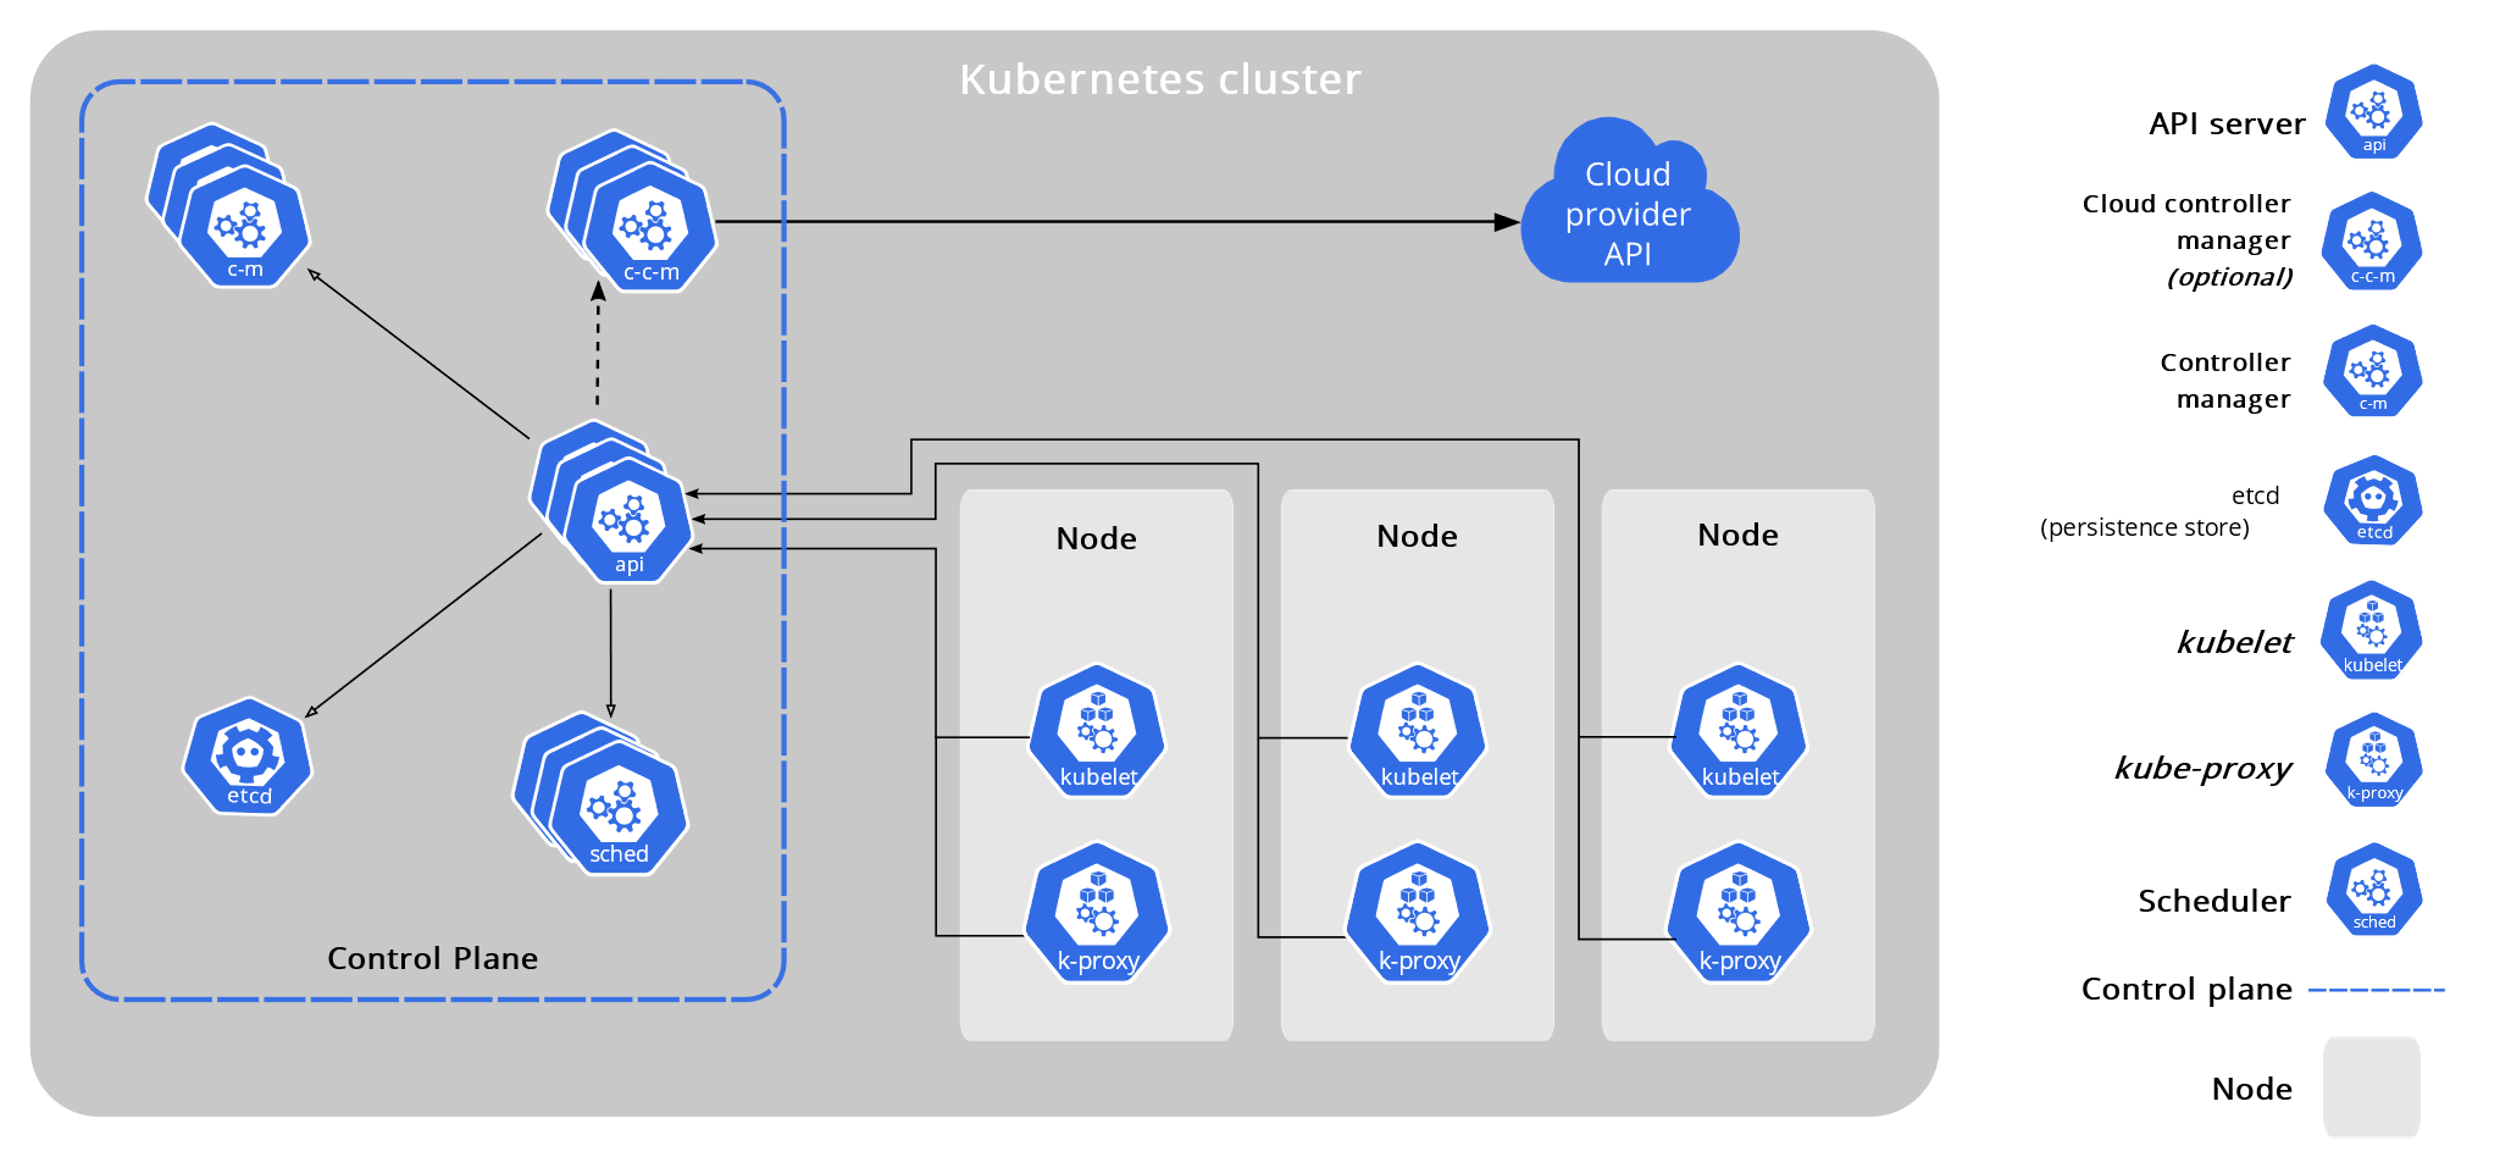 Kubernetes cluster
c-m
c-c-m
Cloud
provider
API
api
etcd
sched
Control Plane
Node
kubelet
k-proxy
Node
kubelet
k-proxy
Node
kubelet
k-proxy
API server
api
Cloud controller
manager
(optional)
c-c-m
Controller
manager
c-m
etcd
(persistence store)
etcd
kubelet
kubelet
kube-proxy
k-proxy
Scheduler
sched
Control plane
Node